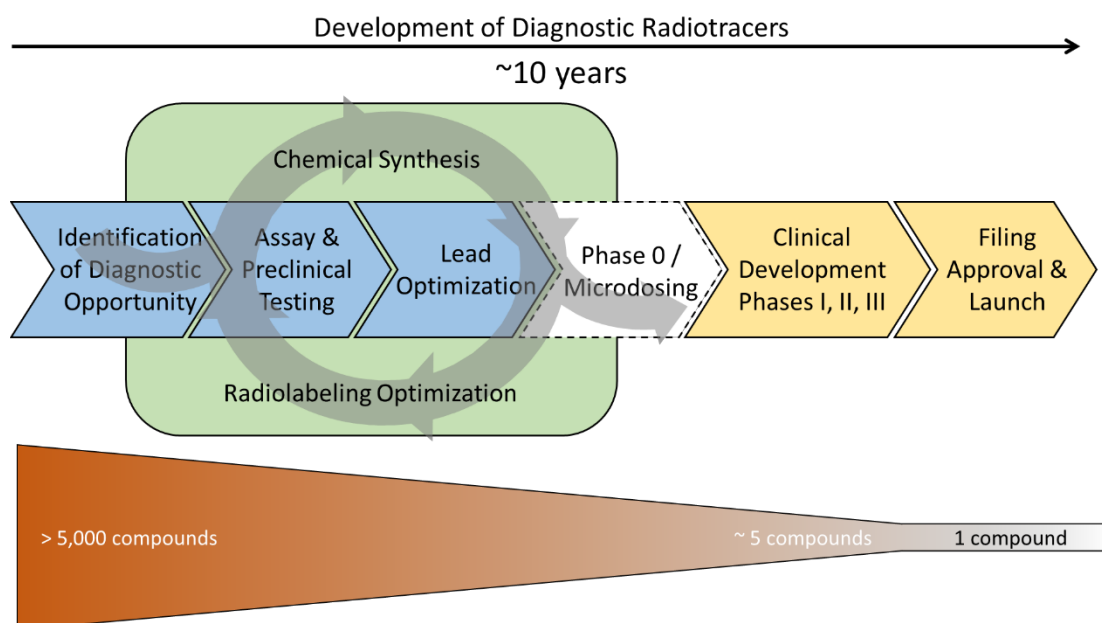 Development of Diagnostic Radiotracers
~10 years
Chemical Synthesis
Identification
of Diagnostic
Opportunity
Assay &
Preclinical
Testing
Lead
Optimization
Phase 0 /
Microdosing
Clinical
Development
Phases I, II, III
Filing
Approval &
Launch
Radiolabeling Optimization
> 5,000 compounds
~ 5 compounds
1 compound